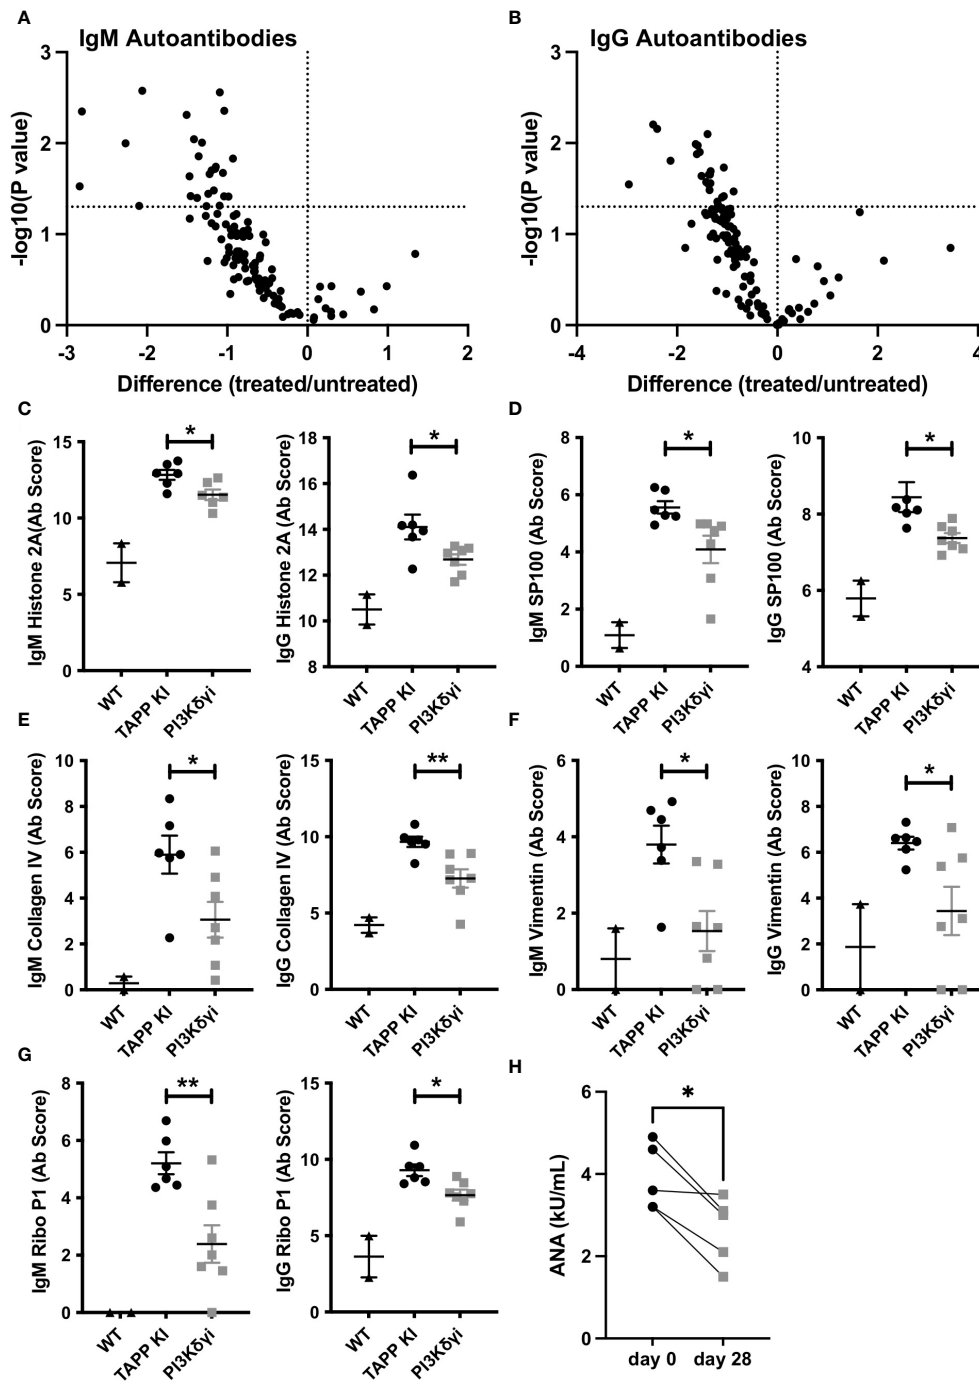 A
B
IgM Autoantibodies
IgG Autoantibodies
-log10(P value)
3
2
1
0
-3 -2 -1 0 1 2
Difference (treated/untreated)
-log10(P value)
3
2
1
0
-4 -2 0 2 4
Difference (treated/untreated)
C
IgM Histone 2A(Ab Score)
15
10
5
0
*
WT TAPP KI PI3Kδγi
IgG Histone 2A (Ab Score)
18
16
14
12
10
8
*
WT TAPP KI PI3Kδγi
D
IgM SP100 (Ab Score)
8
6
4
2
0
*
WT TAPP KI PI3Kδγi
IgG SP100 (Ab Score)
10
8
6
4
*
WT TAPP KI PI3Kδγi
E
IgM Collagen IV (Ab Score)
10
8
6
4
2
0
*
WT TAPP KI PI3Kδγi
IgG Collagen IV (Ab Score)
15
10
5
0
**
WT TAPP KI PI3Kδγi
F
IgM Vimentin (Ab Score)
6
4
2
0
*
WT TAPP KI PI3Kδγi
IgG Vimentin (Ab Score)
10
8
6
4
2
0
*
WT TAPP KI PI3Kδγi
G
IgM Ribo P1 (Ab Score)
8
6
4
2
0
**
WT TAPP KI PI3Kδγi
IgG Ribo P1 (Ab Score)
15
10
5
0
*
WT TAPP KI PI3Kδγi
H
ANA (kU/mL)
6
4
2
0
*
day 0 day 28